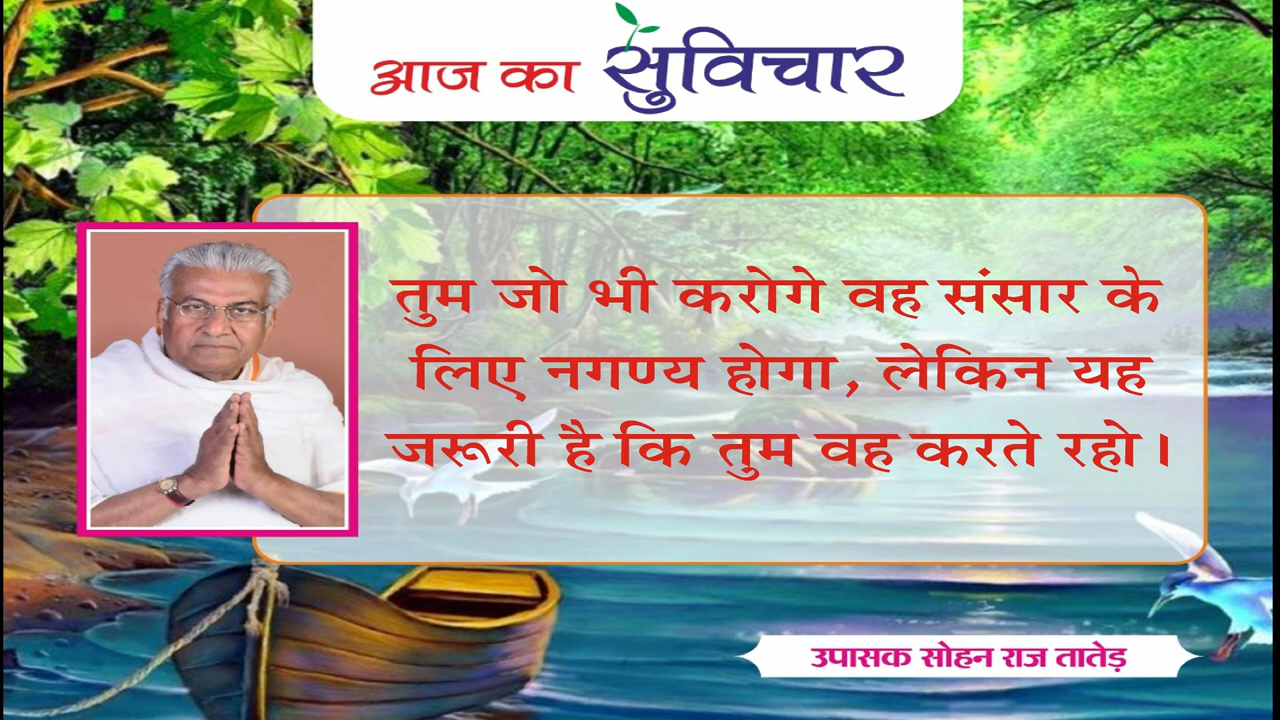 आज का सुविचार
तुम जो भी करोगे वह संसार के
लिए नगण्य होगा, लेकिन यह
जरूरी है कि तुम वह करते रहो।
उपासक सोहन राज तातेड़